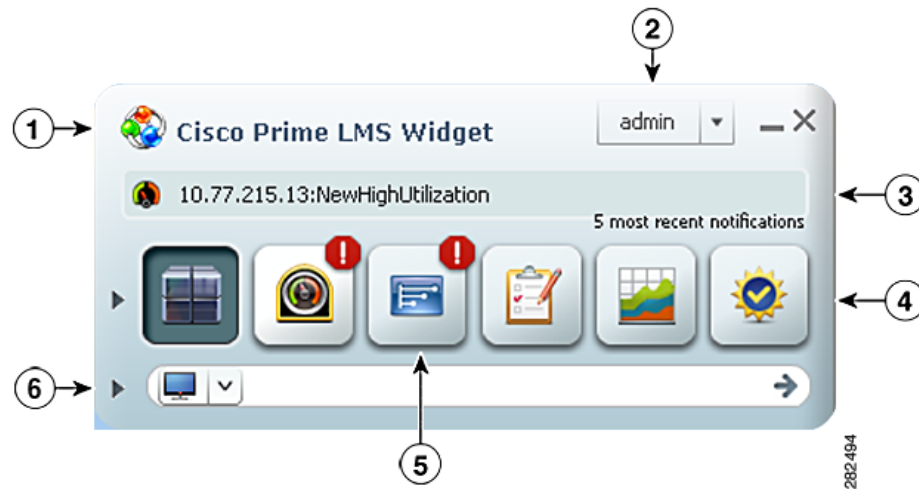 2
1
Cisco Prime LMS Widget
admin
10.77.215.13:NewHighUtilization
3
5 most recent notifications
!
!
4
6
5
282494